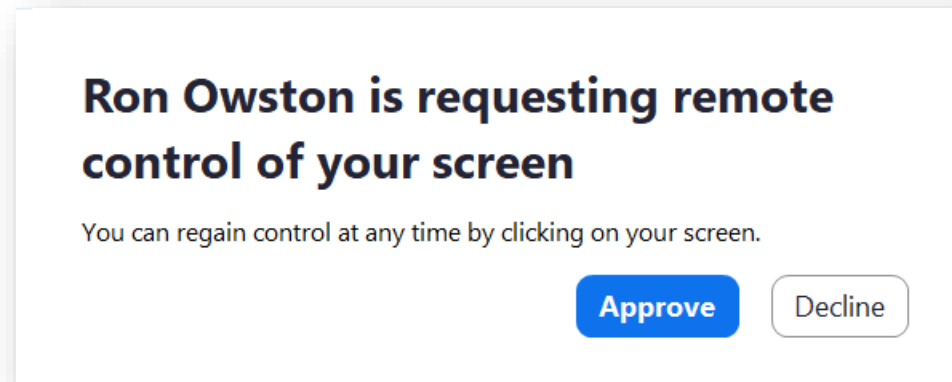 Ron Owston is requesting remote
control of your screen
You can regain control at any time by clicking on your screen.
Approve Decline